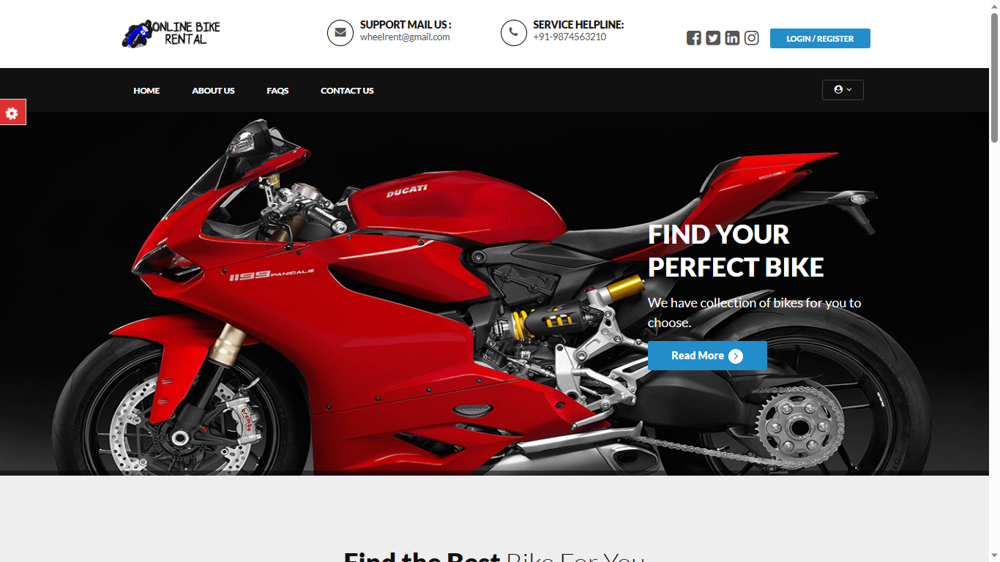 ONLINE BIKE
RENTAL
SUPPORT MAIL US :
wheelrent@gmail.com
SERVICE HELPLINE:
+91-9874563210
LOGIN / REGISTER
HOME
ABOUT US
FAQS
CONTACT US
DUCATI
1199 PANIGALE
FIND YOUR
PERFECT BIKE
We have collection of bikes for you to
choose.
Read More
brembo
DUCATI
Find the Best Bike For You